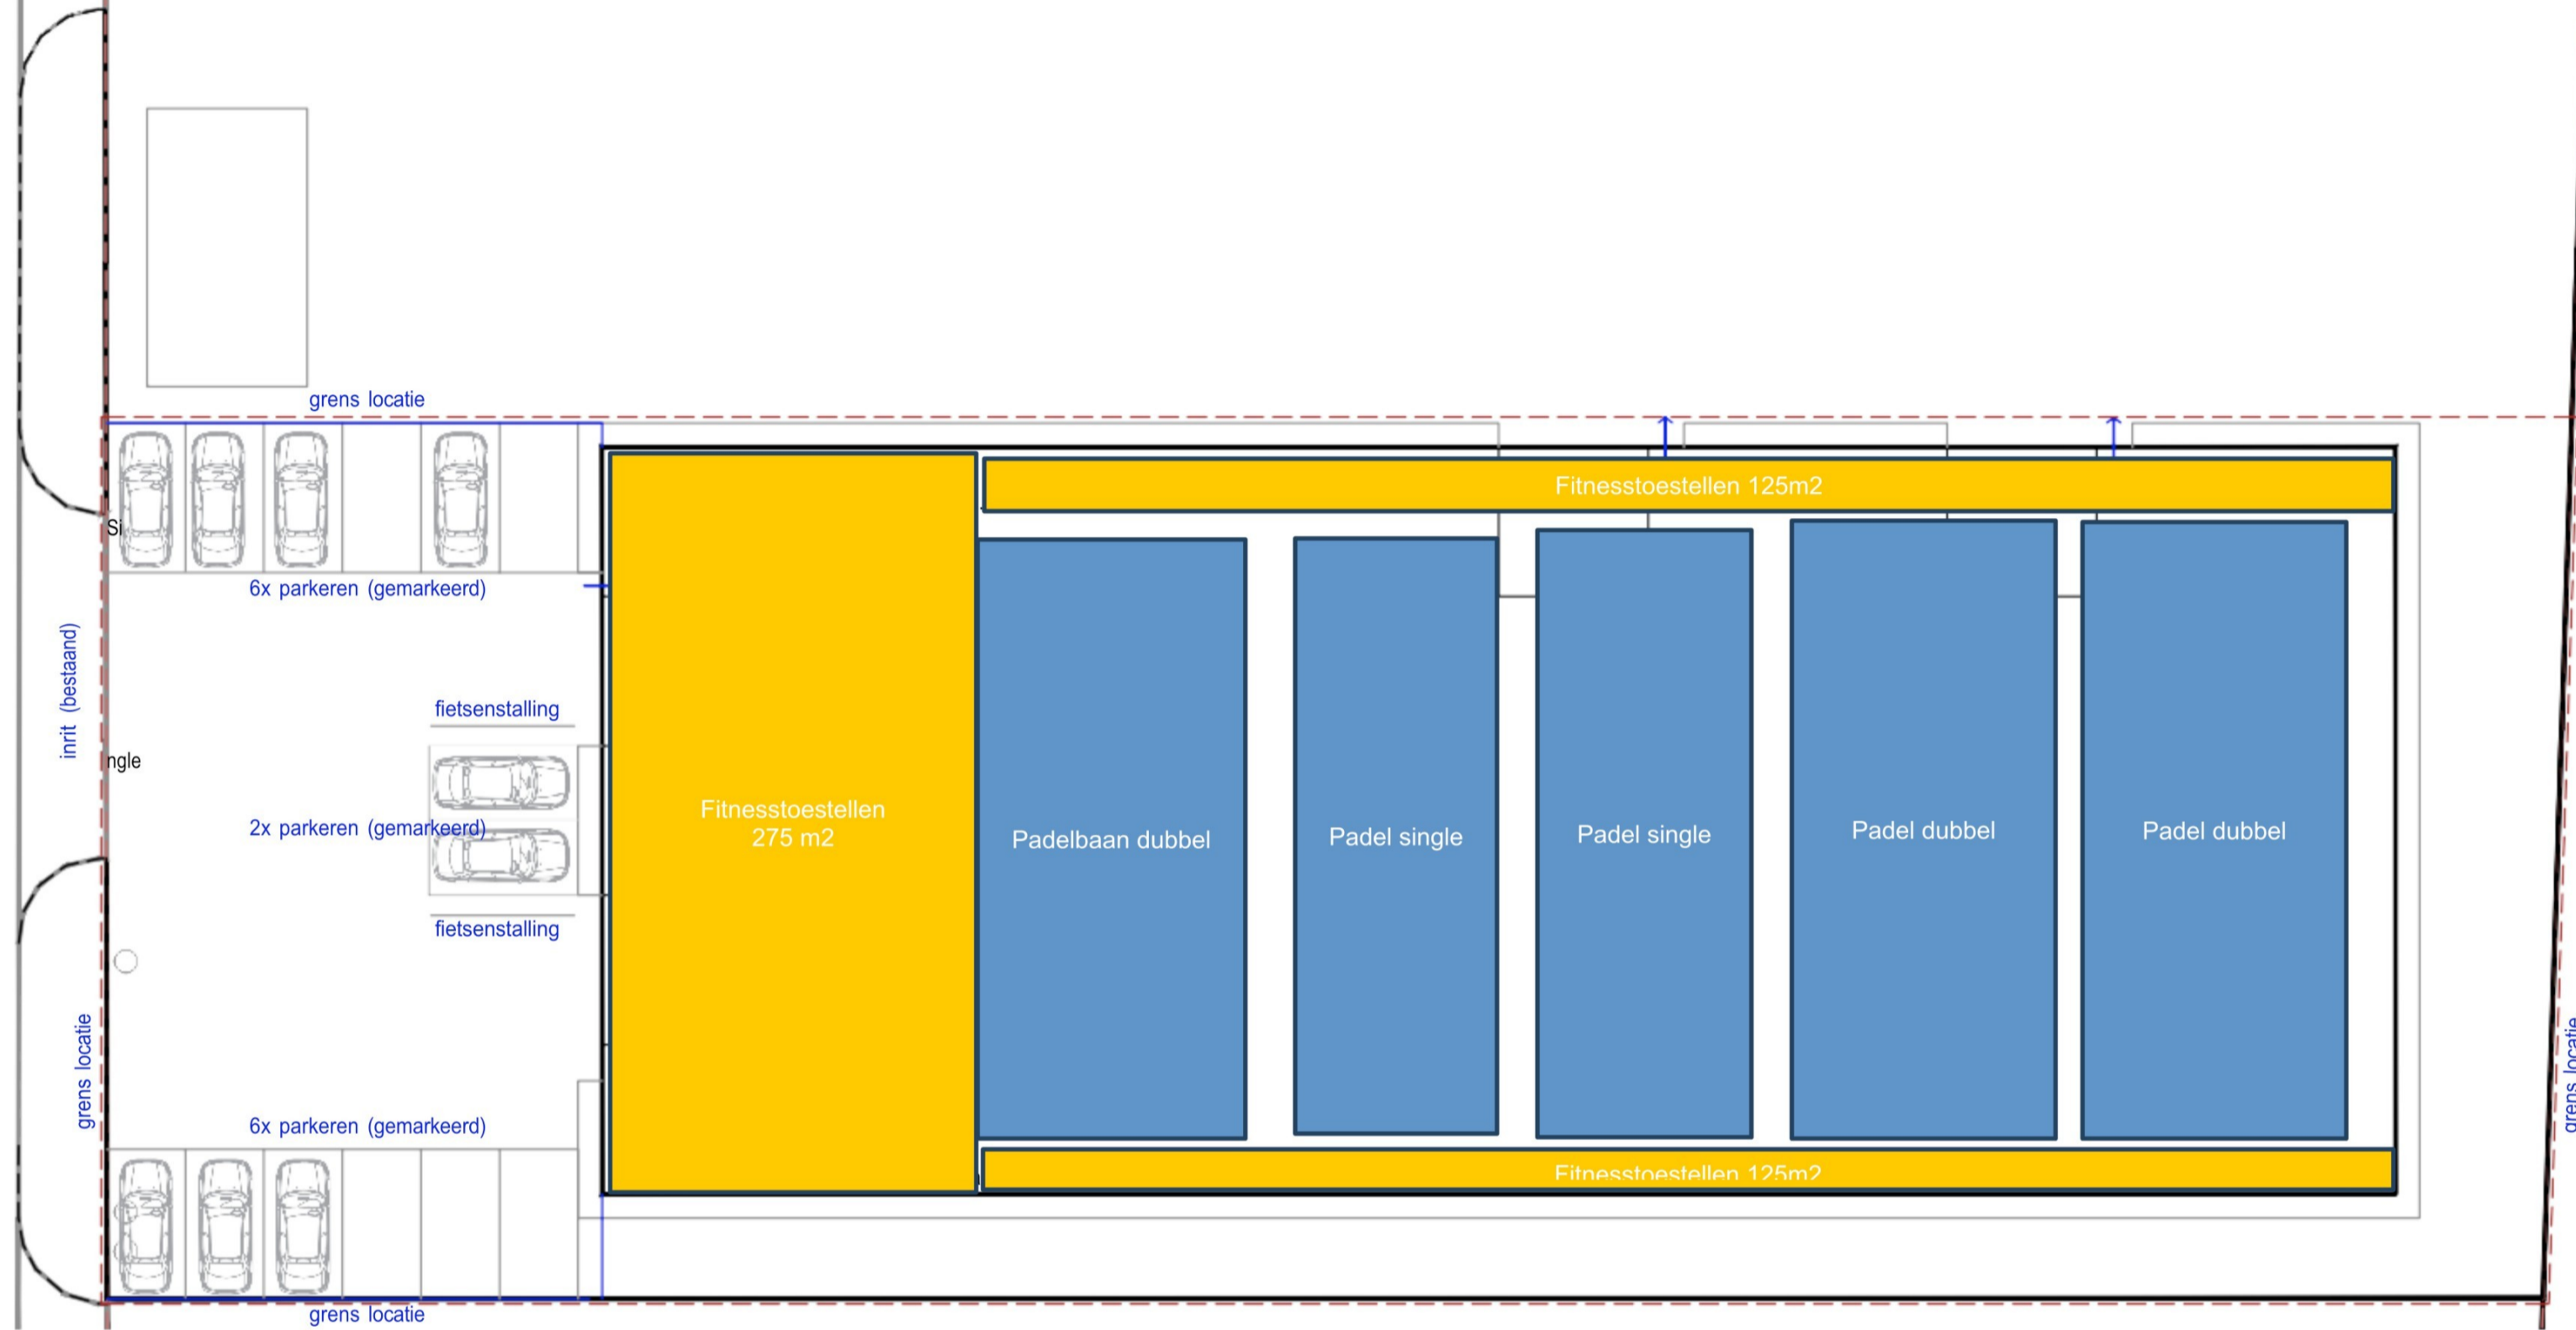 grens locatie
Si
6x parkeren (gemarkeerd)
inrit (bestaand)
fietsenstalling
ngle
2x parkeren (gemarkeerd)
fietsenstalling
grens locatie
6x parkeren (gemarkeerd)
grens locatie
Fitnesstoestellen
275 m2
Fitnesstoestellen 125m2
Padelbaan dubbel
Padel single
Padel single
Padel dubbel
Padel dubbel
Fitnesstoestellen 125m2
grens locatie